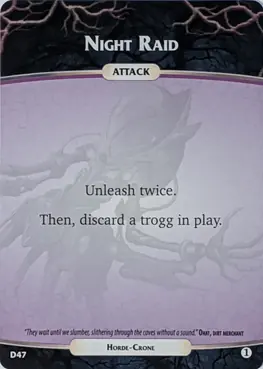 NIGHT RAID
ATTACK
Unleash twice.
Then, discard a trogg in play.
"They wait until we slumber, slithering through the caves without a sound." ORAT, DIRT MERCHANT
D47
HORDE-CRONE
1